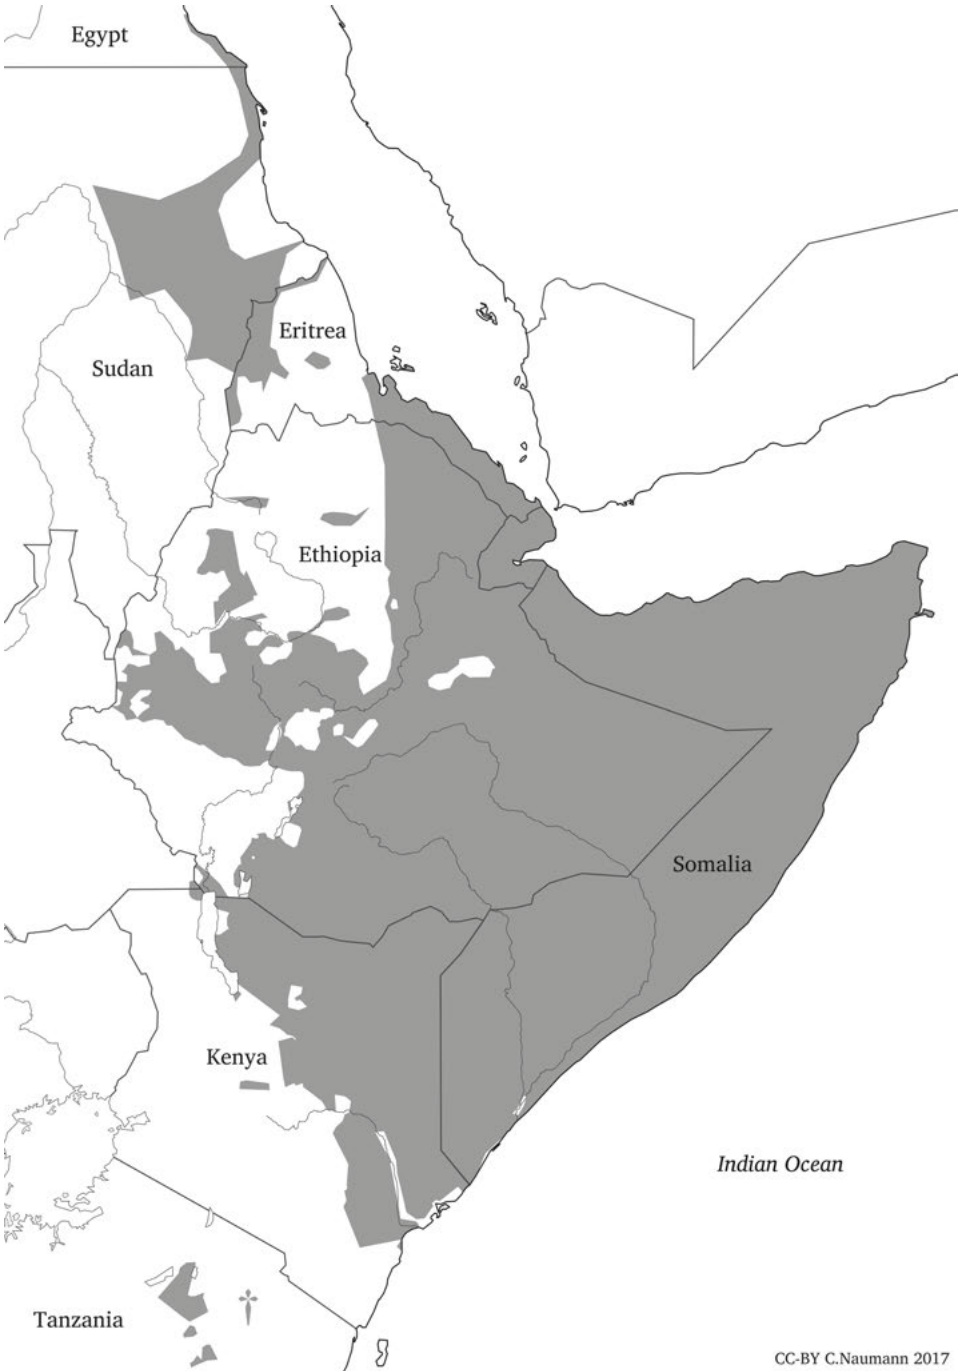 Egypt
Eritrea
Sudan
Ethiopia
Somalia
Kenya
Indian Ocean
Tanzania
†
CC-BY C.Naumann 2017